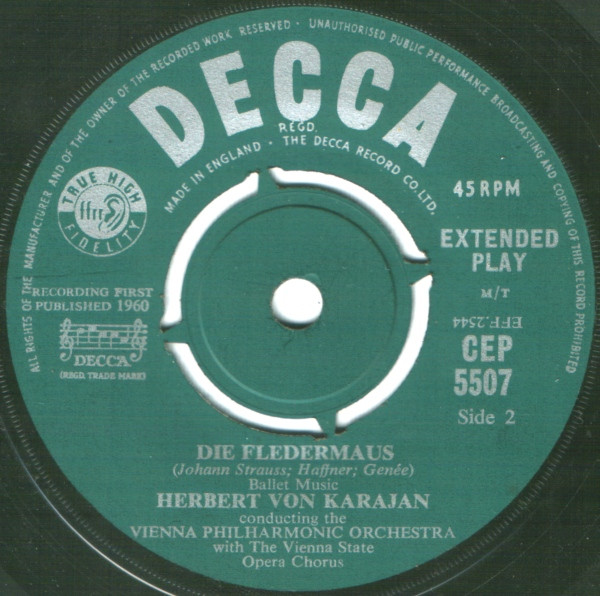 ALL RIGHTS OF THE MANUFACTURER AND OF THE OWNER OF THE RECORDED WORK RESERVED · UNAUTHORISED PUBLIC PERFORMANCE BROADCASTING AND COPYING OF THIS RECORD PROHIBITED
DECCA
REGD.
MADE IN ENGLAND · THE DECCA RECORD CO. LTD.
TRUE HIGH
ffrr
FIDELITY
45 RPM
EXTENDED
PLAY
M/T
RECORDING FIRST
PUBLISHED 1960
DECCA
(REGD. TRADE MARK)
EFF.2544
CEP
5507
Side 2
DIE FLEDERMAUS
(Johann Strauss; Haffner; Genée)
Ballet Music
HERBERT VON KARAJAN
conducting the
VIENNA PHILHARMONIC ORCHESTRA
with The Vienna State
Opera Chorus